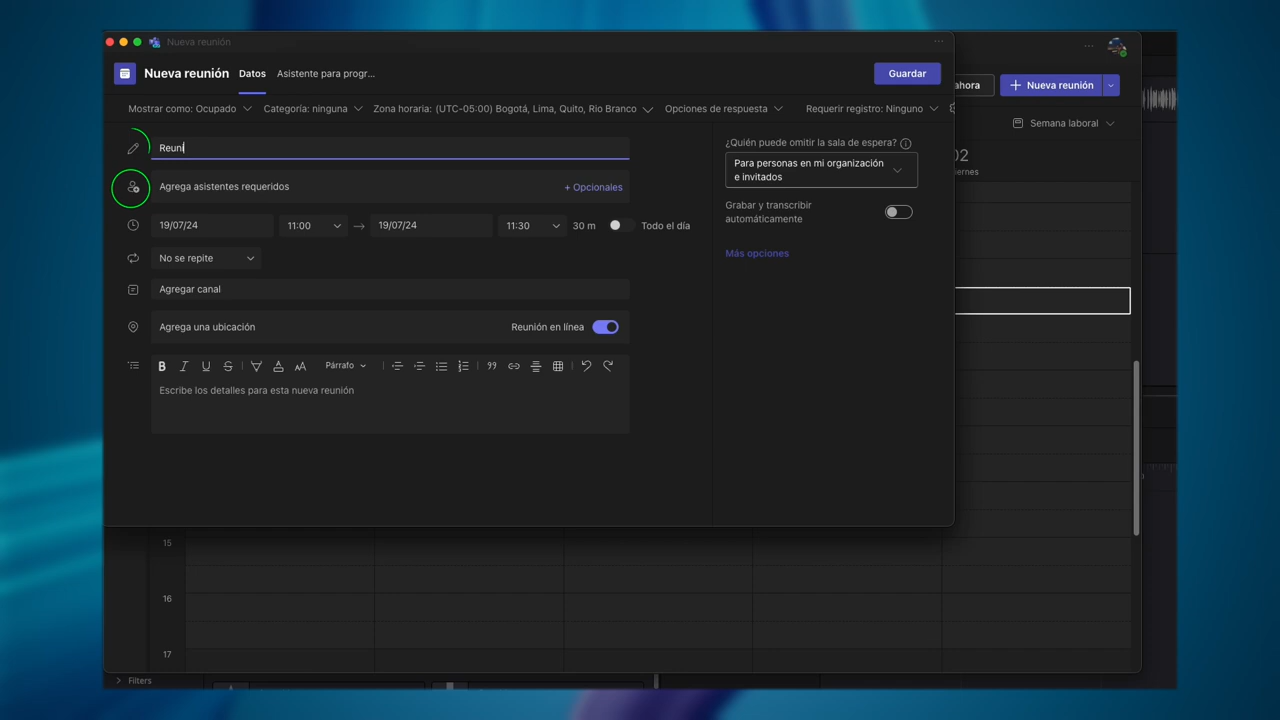 Nueva reunión
Nueva reunión Datos Asistente para progr... Guardar
ahora + Nueva reunión
Mostrar como: Ocupado Categoría: ninguna Zona horaria: (UTC-05:00) Bogotá, Lima, Quito, Rio Branco Opciones de respuesta Requerir registro: Ninguno
Semana laboral
Reuni
¿Quién puede omitir la sala de espera?
Para personas en mi organización
e invitados
02
iernes
Agrega asistentes requeridos + Opcionales
Grabar y transcribir
automáticamente
19/07/24 11:00 → 19/07/24 11:30 30 m Todo el día
Más opciones
No se repite
Agregar canal
Agrega una ubicación Reunión en línea
B I U S Párrafo
Escribe los detalles para esta nueva reunión
15
16
17
Filters